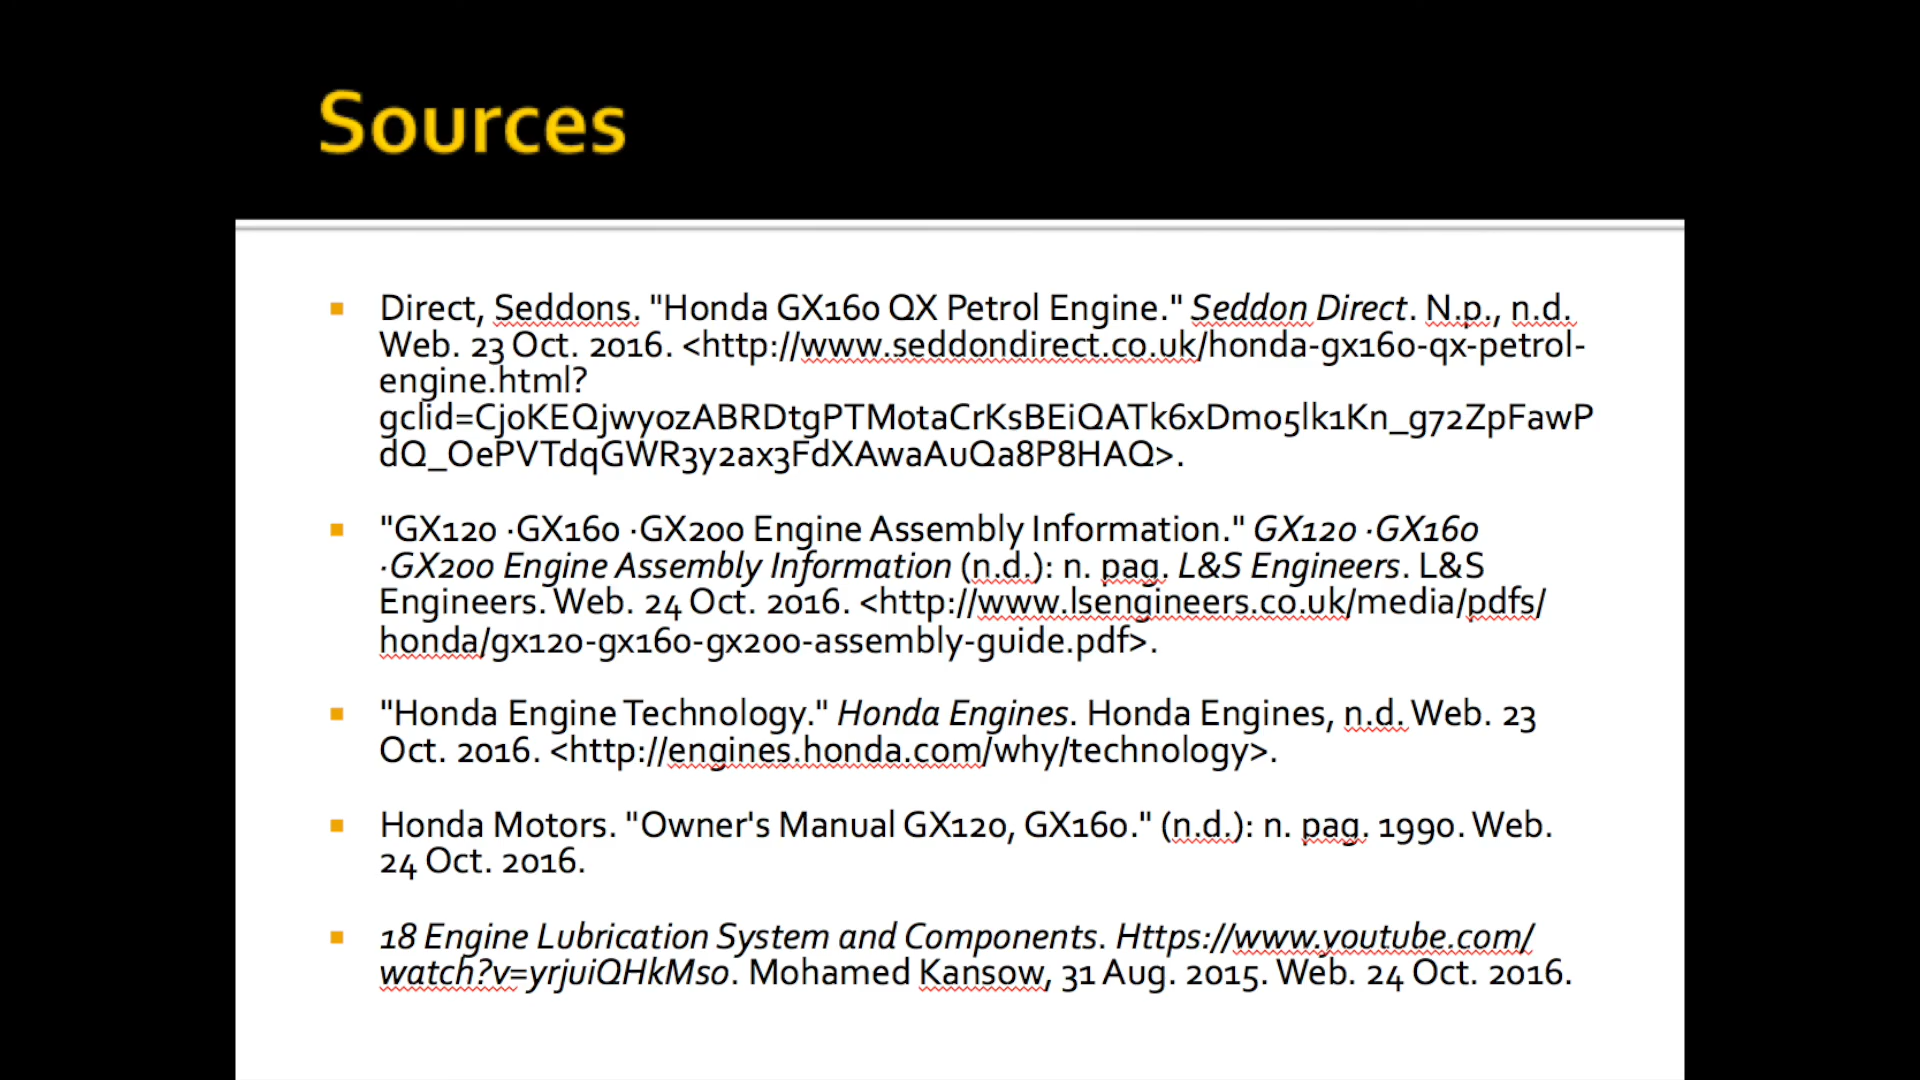 Sources
Direct, Seddons. "Honda GX160 QX Petrol Engine." Seddon Direct. N.p., n.d.
Web. 23 Oct. 2016. <http://www.seddondirect.co.uk/honda-gx160-qx-petrol-
engine.html?
gclid=Cj0KEQjwy0zABRDtgPTM0taCrKsBEiQATk6xDm05lk1Kn_g72ZpFawP
dQ_OePVTdqGWR3y2ax3FdXAwaAuQa8P8HAQ>.
"GX120 ·GX160 ·GX200 Engine Assembly Information." GX120 ·GX160
·GX200 Engine Assembly Information (n.d.): n. pag. L&S Engineers. L&S
Engineers. Web. 24 Oct. 2016. <http://www.lsengineers.co.uk/media/pdfs/
honda/gx120-gx160-gx200-assembly-guide.pdf>.
"Honda Engine Technology." Honda Engines. Honda Engines, n.d. Web. 23
Oct. 2016. <http://engines.honda.com/why/technology>.
Honda Motors. "Owner's Manual GX120, GX160." (n.d.): n. pag. 1990. Web.
24 Oct. 2016.
18 Engine Lubrication System and Components. Https://www.youtube.com/
watch?v=yrjuiQHkMso. Mohamed Kansow, 31 Aug. 2015. Web. 24 Oct. 2016.